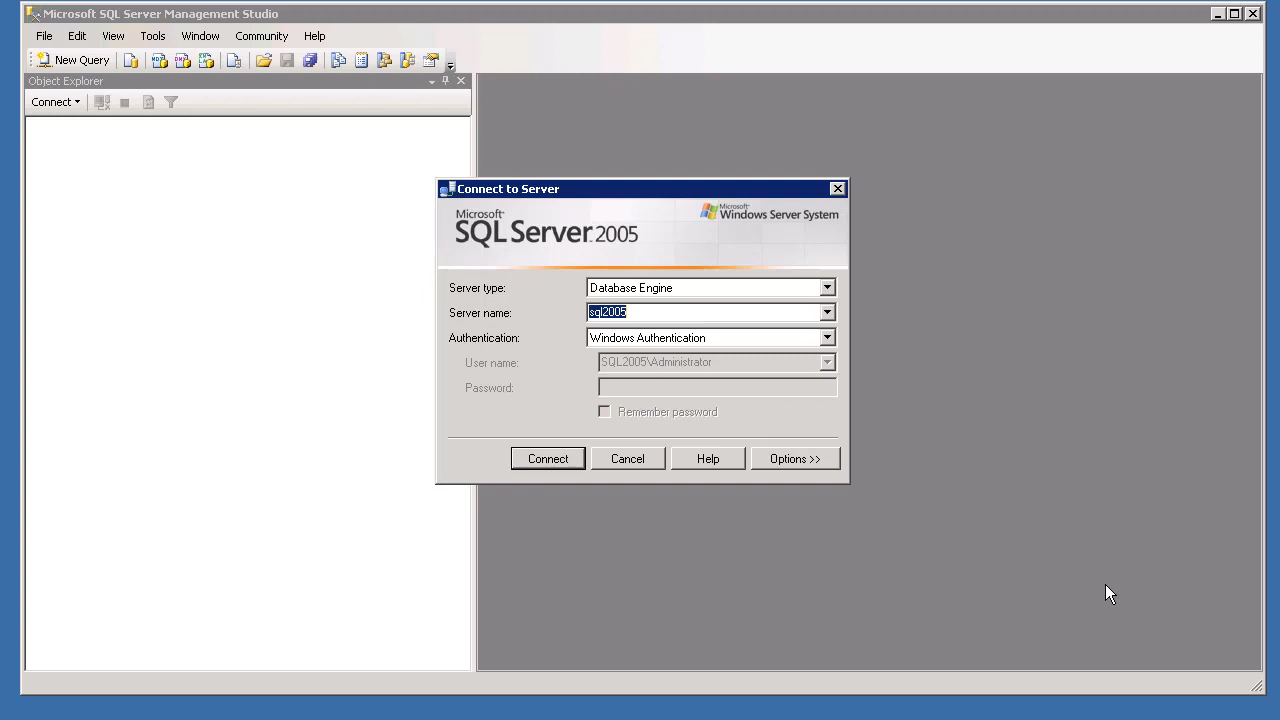 Microsoft SQL Server Management Studio
File Edit View Tools Window Community Help
New Query
Object Explorer
Connect
Connect to Server
Microsoft
SQL Server 2005
Microsoft
Windows Server System
Server type: Database Engine
Server name: sql2005
Authentication: Windows Authentication
User name: SQL2005\Administrator
Password:
Remember password
Connect Cancel Help Options >>